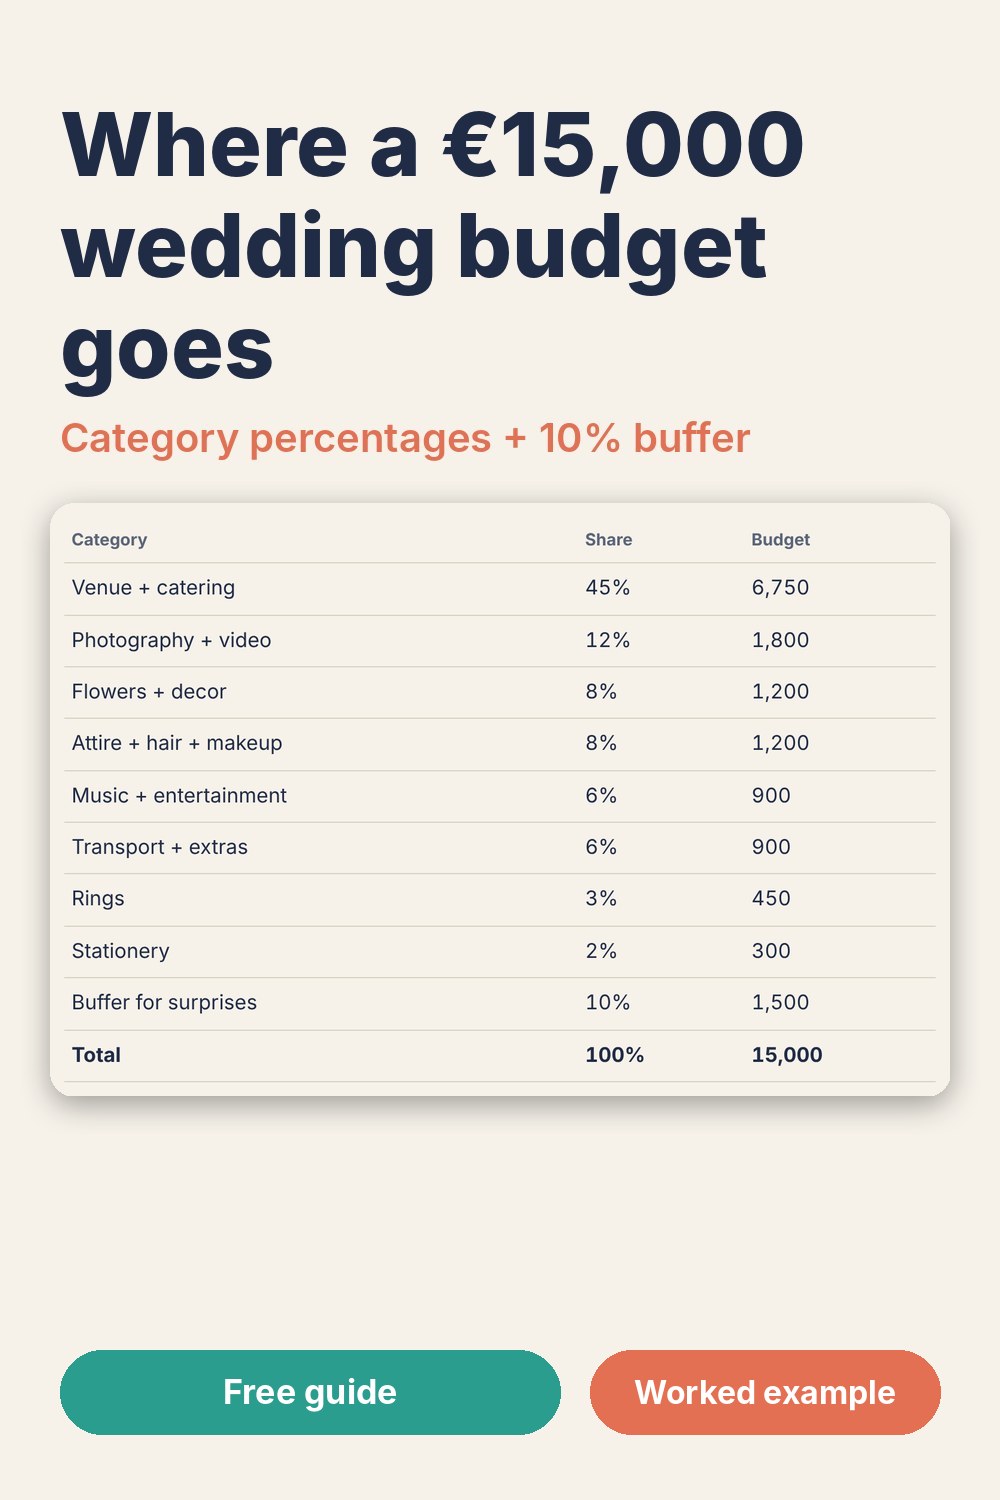 Where a €15,000
wedding budget
goes
Category percentages + 10% buffer
Category Share Budget
Venue + catering 45% 6,750
Photography + video 12% 1,800
Flowers + decor 8% 1,200
Attire + hair + makeup 8% 1,200
Music + entertainment 6% 900
Transport + extras 6% 900
Rings 3% 450
Stationery 2% 300
Buffer for surprises 10% 1,500
Total 100% 15,000
Free guide Worked example